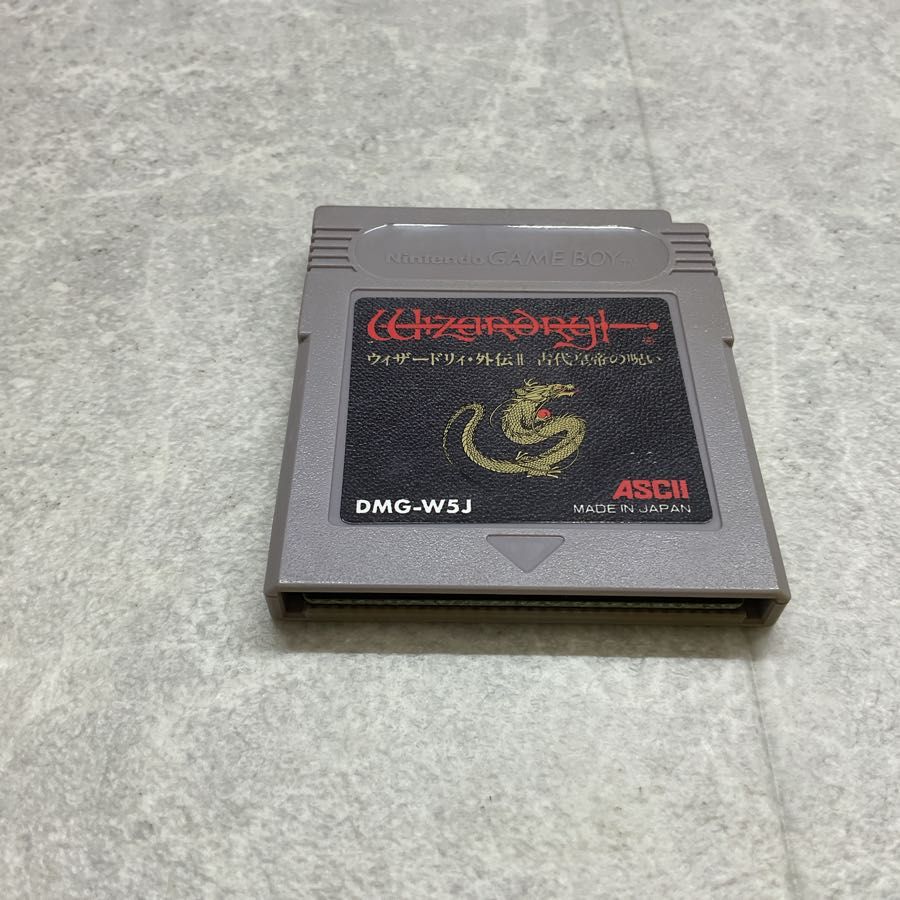 Nintendo GAME BOY TM
Wizardry
ウィザードリィ・外伝II 古代皇帝の呪い
DMG-W5J
ASCII
MADE IN JAPAN